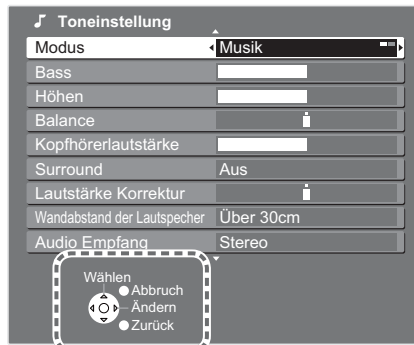 Toneinstellung
Modus Musik
Bass
Höhen
Balance
Kopfhörerlautstärke
Surround Aus
Lautstärke Korrektur
Wandabstand der Lautspecher Über 30cm
Audio Empfang Stereo
Wählen
Abbruch
Ändern
Zurück